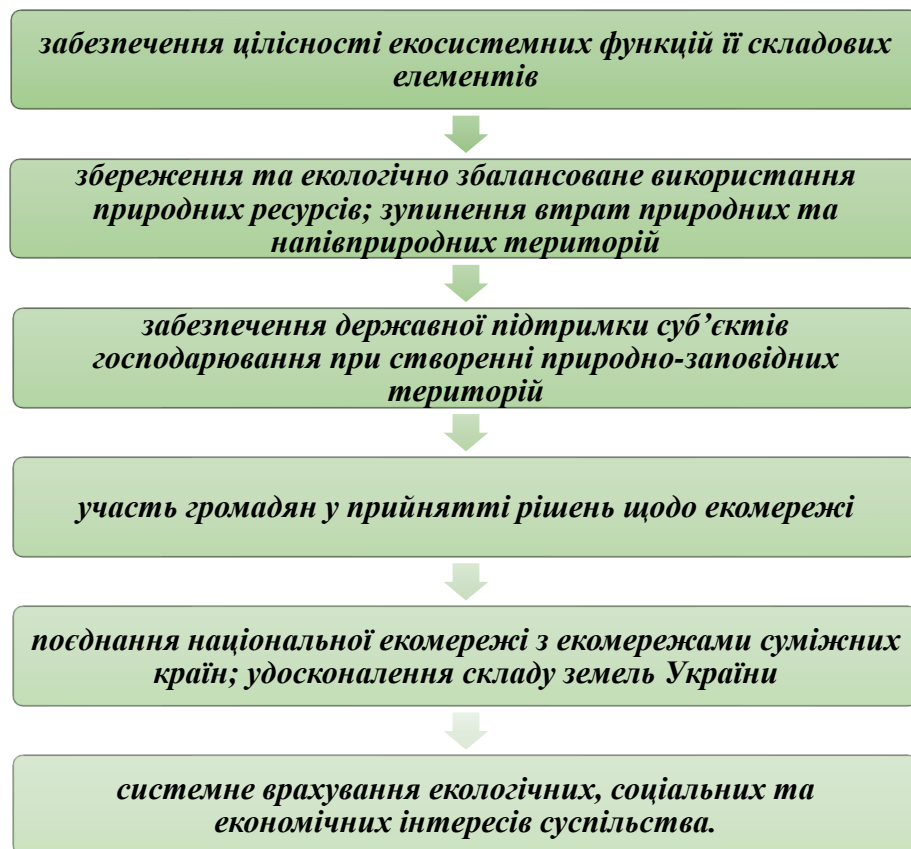 забезпечення цілісності екосистемних функцій її складових
елементів
збереження та екологічно збалансоване використання
природних ресурсів; зупинення втрат природних та
напівприродних територій
забезпечення державної підтримки суб’єктів
господарювання при створенні природно-заповідних
територій
участь громадян у прийнятті рішень щодо екомережі
поєднання національної екомережі з екомережами суміжних
країн; удосконалення складу земель України
системне врахування екологічних, соціальних та
економічних інтересів суспільства.